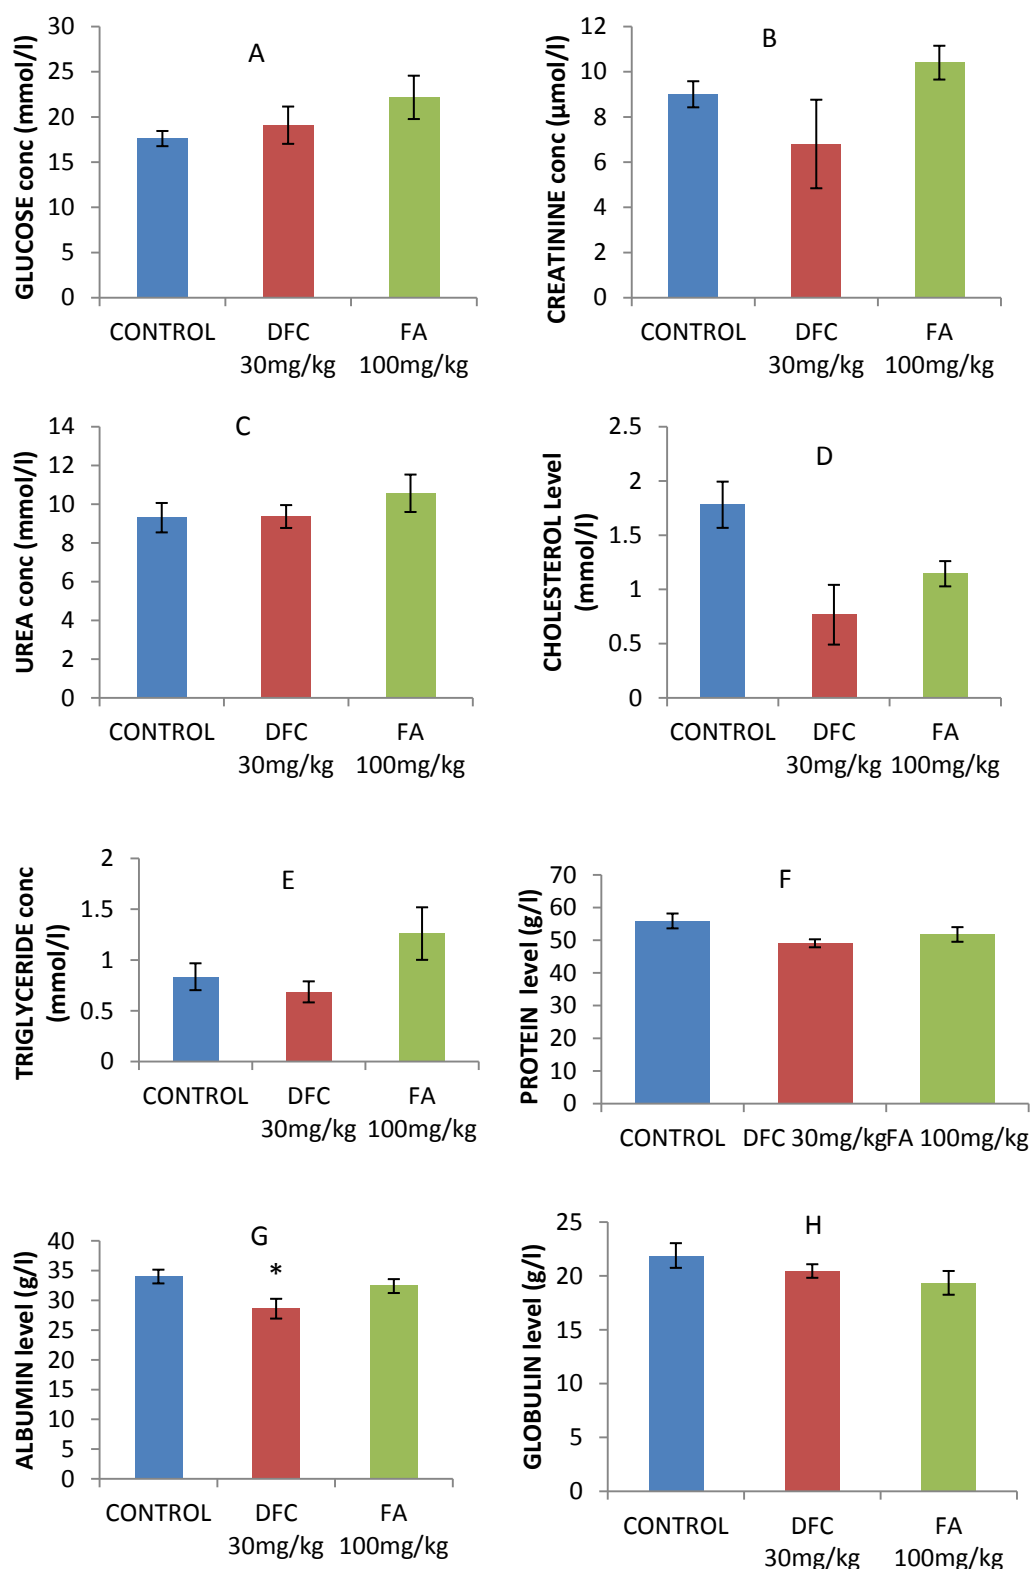 A
GLUCOSE conc (mmol/l)
30
25
20
15
10
5
0
CONTROL
DFC
30mg/kg
FA
100mg/kg
B
CREATININE conc (µmol/l)
12
10
8
6
4
2
0
CONTROL
DFC
30mg/kg
FA
100mg/kg
C
UREA conc (mmol/l)
14
12
10
8
6
4
2
0
CONTROL
DFC
30mg/kg
FA
100mg/kg
D
CHOLESTEROL Level
(mmol/l)
2.5
2
1.5
1
0.5
0
CONTROL
DFC
30mg/kg
FA
100mg/kg
E
TRIGLYCERIDE conc
(mmol/l)
2
1.5
1
0.5
0
CONTROL
DFC
30mg/kg
FA
100mg/kg
F
PROTEIN level (g/l)
70
60
50
40
30
20
10
0
CONTROL
DFC 30mg/kg
FA 100mg/kg
G
*
ALBUMIN level (g/l)
40
35
30
25
20
15
10
5
0
CONTROL
DFC
30mg/kg
FA
100mg/kg
H
GLOBULIN level (g/l)
25
20
15
10
5
0
CONTROL
DFC
30mg/kg
FA
100mg/kg